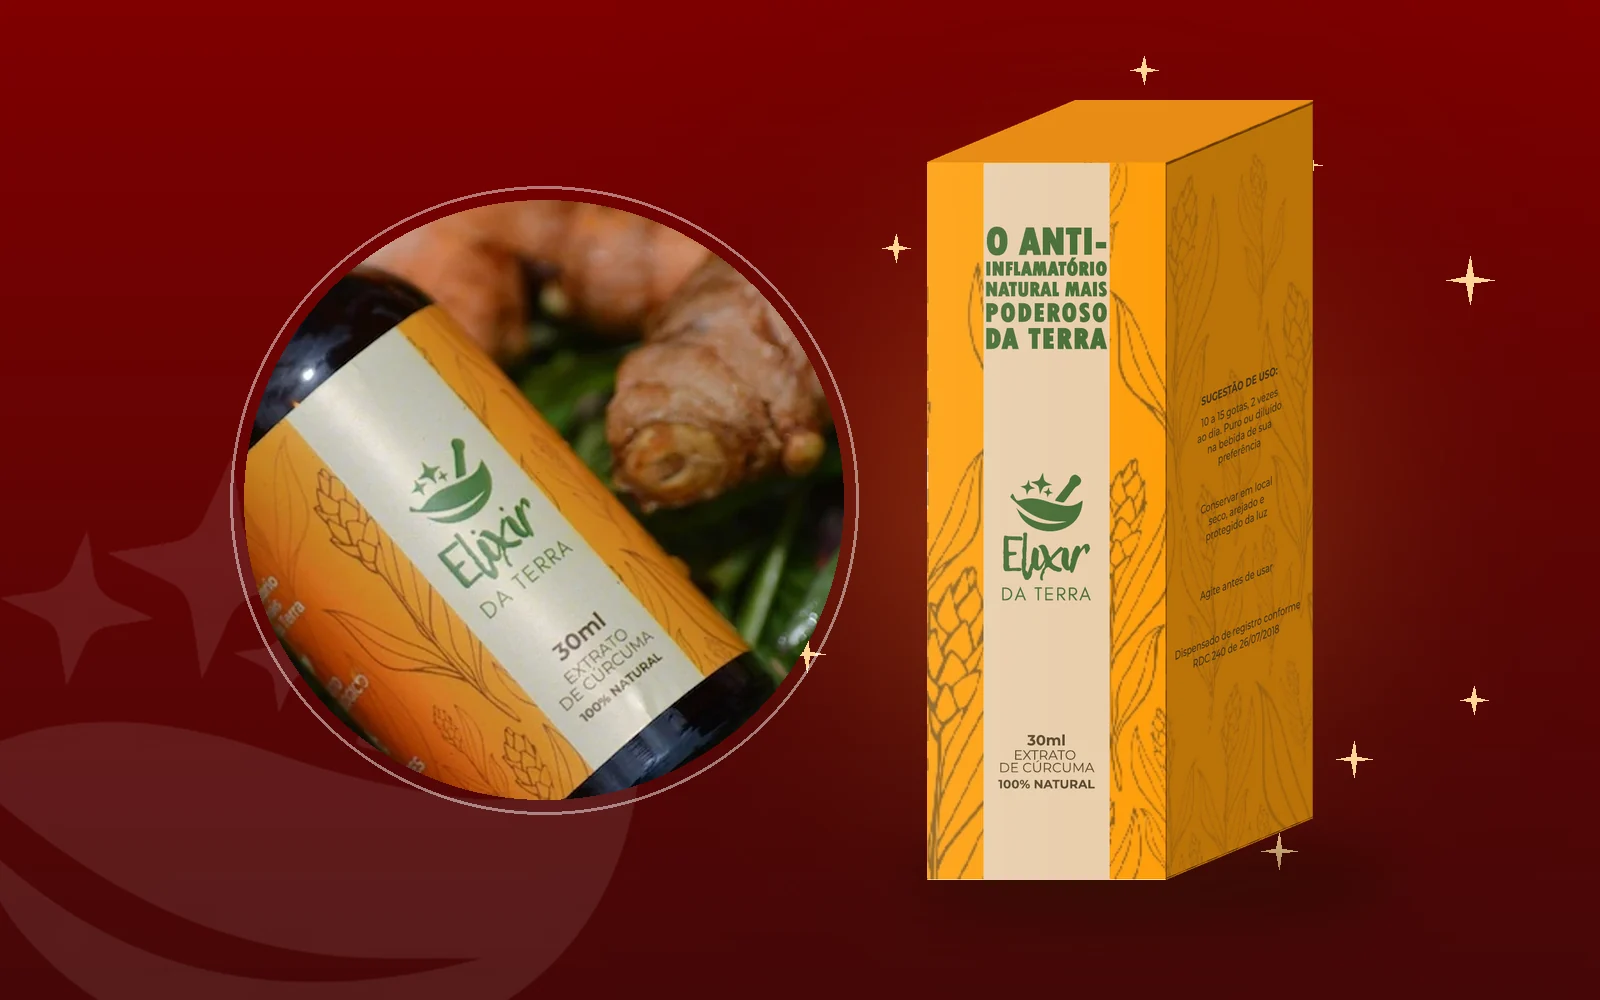 Elixir
DA TERRA
30ml
EXTRATO
DE CÚRCUMA
100% NATURAL
Terra
O ANTI-
INFLAMATÓRIO
NATURAL MAIS
PODEROSO
DA TERRA
Elixir
DA TERRA
30ml
EXTRATO
DE CÚRCUMA
100% NATURAL
SUGESTÃO DE USO:
10 a 15 gotas, 2 vezes
ao dia. Puro ou diluido
na bebida de sua
preferência
Conservar em local
seco, arejado e
protegido da luz
Agite antes de usar
Dispensado de registro conforme
RDC 240 de 26/07/2018